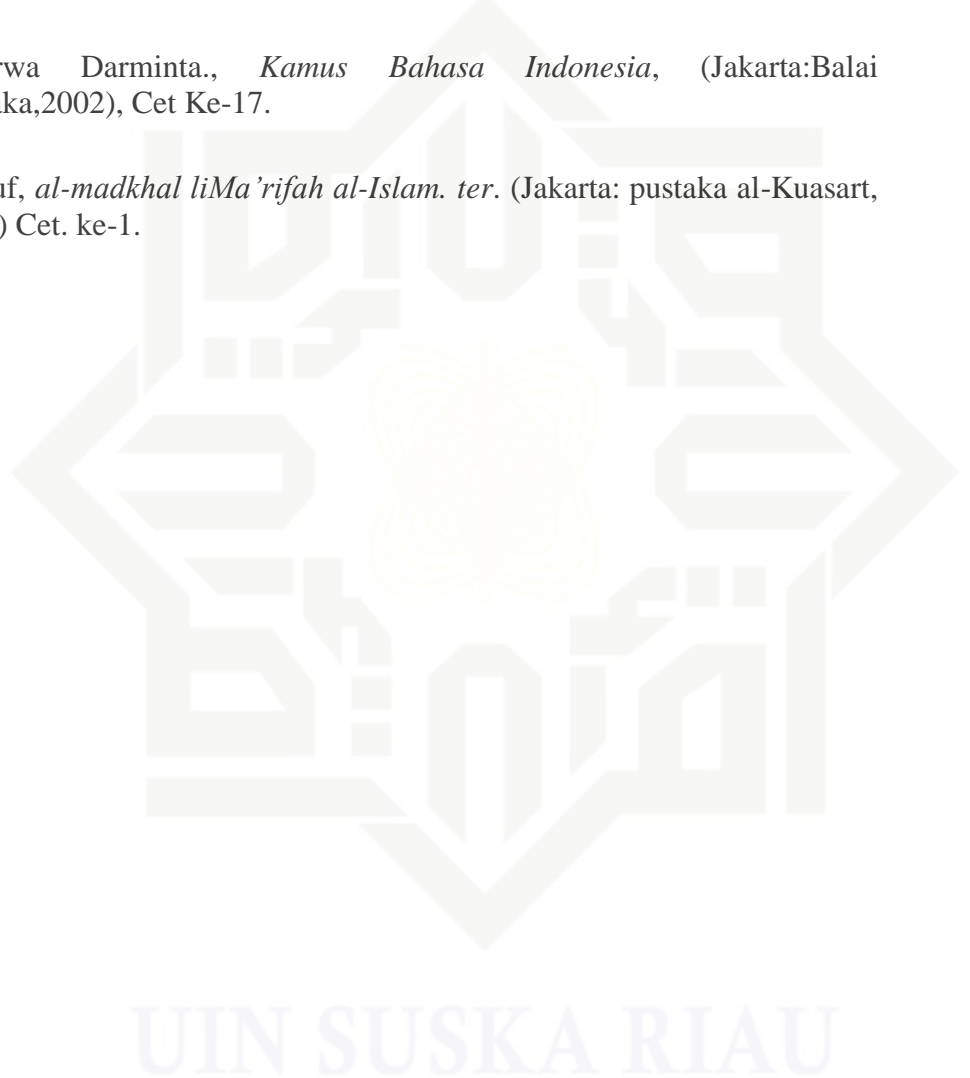 rwa Darminta., Kamus Bahasa Indonesia, (Jakarta:Balai
aka,2002), Cet Ke-17.
uf, al-madkhal liMa’rifah al-Islam. ter. (Jakarta: pustaka al-Kuasart,
) Cet. ke-1.
UIN SUSKA RIAU